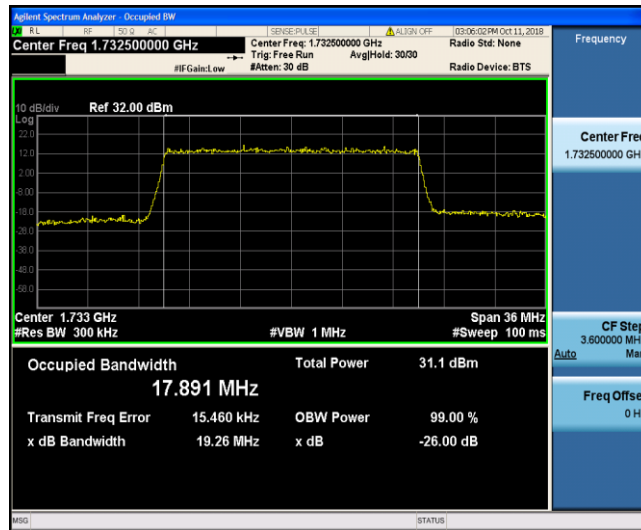 Agilent Spectrum Analyzer - Occupied BW
RL RF 50 Ω AC SENSE:PULSE ALIGN OFF 03:06:02 PM Oct 11, 2018
Center Freq 1.732500000 GHz Center Freq: 1.732500000 GHz Radio Std: None Frequency
Trig: Free Run Avg|Hold: 30/30
#IFGain:Low #Atten: 30 dB Radio Device: BTS
10 dB/div Ref 32.00 dBm
Log
22.0
12.0
2.00
-8.00
-18.0
-28.0
-38.0
-48.0
-58.0
Center Fre
1.732500000 GH
Center 1.733 GHz Span 36 MHz
#Res BW 300 kHz #VBW 1 MHz #Sweep 100 ms
CF Step
3.600000 MH
Auto Ma
Occupied Bandwidth Total Power 31.1 dBm
17.891 MHz
Transmit Freq Error 15.460 kHz OBW Power 99.00 %
x dB Bandwidth 19.26 MHz x dB -26.00 dB
Freq Offse
0 H
MSG STATUS